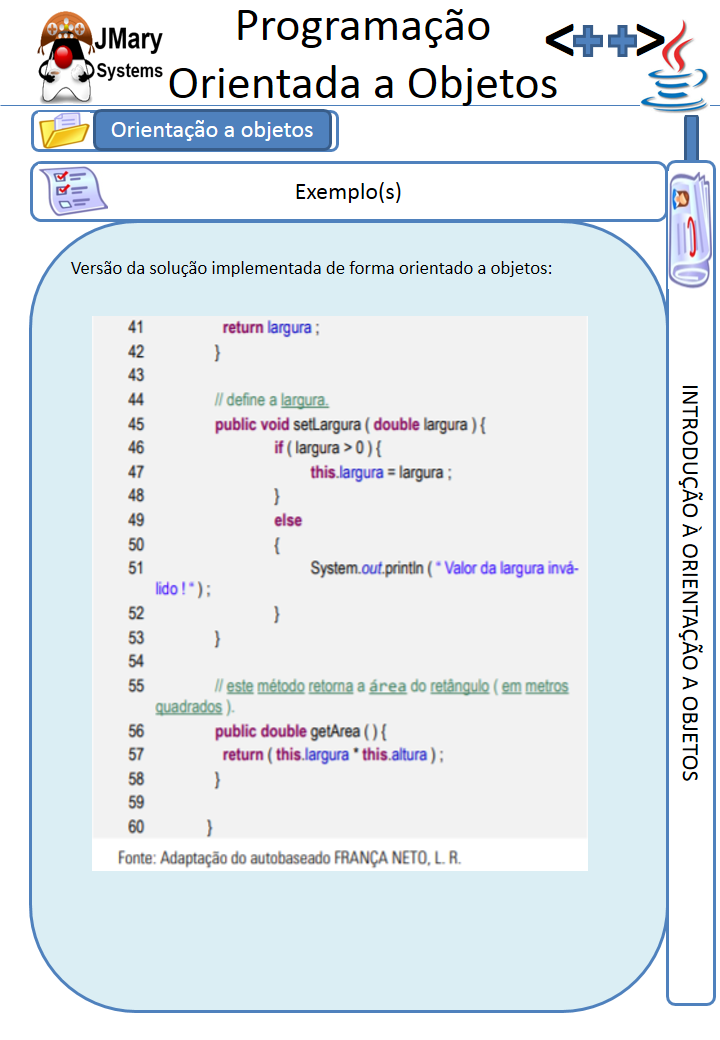 JMary
Systems
Programação
Orientada a Objetos
<++>
Orientação a objetos
Exemplo(s)
Versão da solução implementada de forma orientado a objetos:
41 return largura ;
42 }
43
44 // define a largura.
45 public void setLargura ( double largura ) {
46 if ( largura > 0 ) {
47 this.largura = largura ;
48 }
49 else
50 {
51 System.out.println ( “ Valor da largura invá-
lido ! “ ) ;
52 }
53 }
54
55 // este método retorna a área do retângulo ( em metros
quadrados ).
56 public double getArea ( ) {
57 return ( this.largura * this.altura ) ;
58 }
59
60 }
Fonte: Adaptação do autobaseado FRANÇA NETO, L. R.
INTRODUÇÃO À ORIENTAÇÃO A OBJETOS